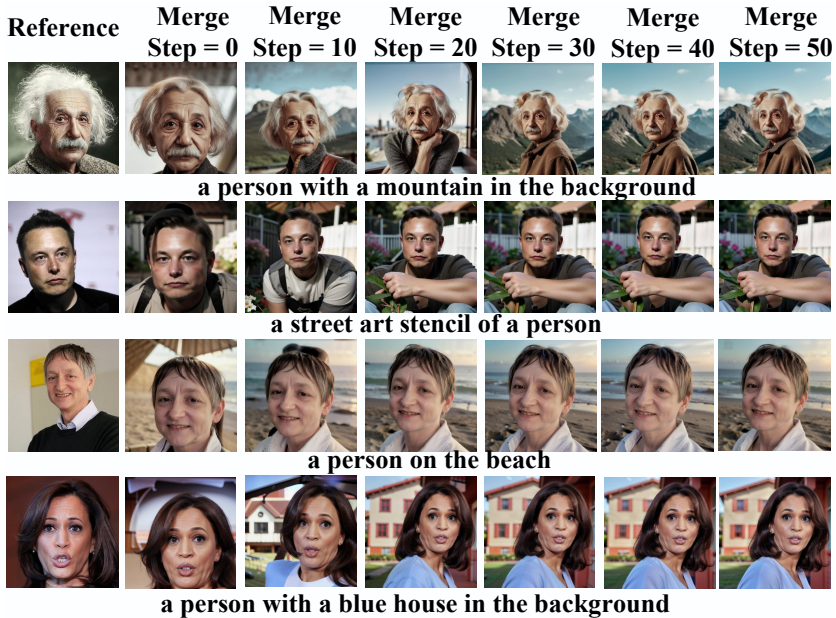 Reference
Merge Step = 0
Merge Step = 10
Merge Step = 20
Merge Step = 30
Merge Step = 40
Merge Step = 50
a person with a mountain in the background
a street art stencil of a person
a person on the beach
a person with a blue house in the background